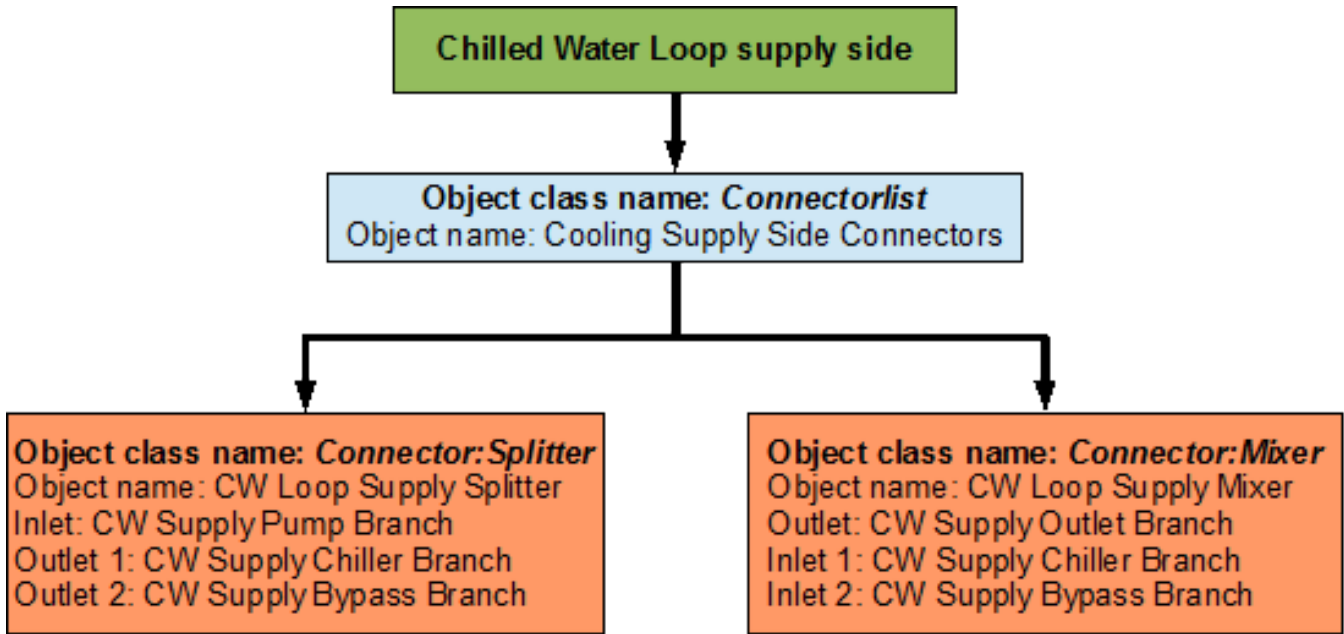 Chilled Water Loop supply side
Object class name: Connectorlist
Object name: Cooling Supply Side Connectors
Object class name: Connector:Splitter
Object name: CW Loop Supply Splitter
Inlet: CW Supply Pump Branch
Outlet 1: CW Supply Chiller Branch
Outlet 2: CW Supply Bypass Branch
Object class name: Connector:Mixer
Object name: CW Loop Supply Mixer
Outlet: CW Supply Outlet Branch
Inlet 1: CW Supply Chiller Branch
Inlet 2: CW Supply Bypass Branch